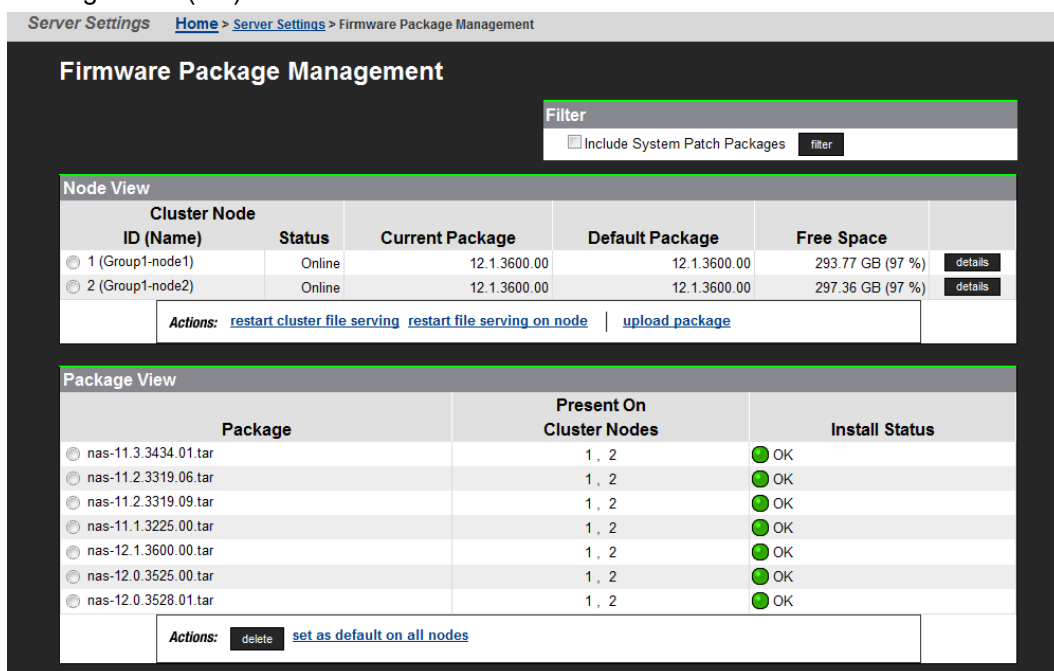 Server Settings Home > Server Settings > Firmware Package Management
Firmware Package Management
Filter
Include System Patch Packages filter
Node View
Cluster Node
ID (Name) Status Current Package Default Package Free Space
1 (Group1-node1) Online 12.1.3600.00 12.1.3600.00 293.77 GB (97 %) details
2 (Group1-node2) Online 12.1.3600.00 12.1.3600.00 297.36 GB (97 %) details
Actions: restart cluster file serving restart file serving on node | upload package
Package View
Present On
Package Cluster Nodes Install Status
nas-11.3.3434.01.tar 1 , 2 OK
nas-11.2.3319.06.tar 1 , 2 OK
nas-11.2.3319.09.tar 1 , 2 OK
nas-11.1.3225.00.tar 1 , 2 OK
nas-12.1.3600.00.tar 1 , 2 OK
nas-12.0.3525.00.tar 1 , 2 OK
nas-12.0.3528.01.tar 1 , 2 OK
Actions: delete set as default on all nodes